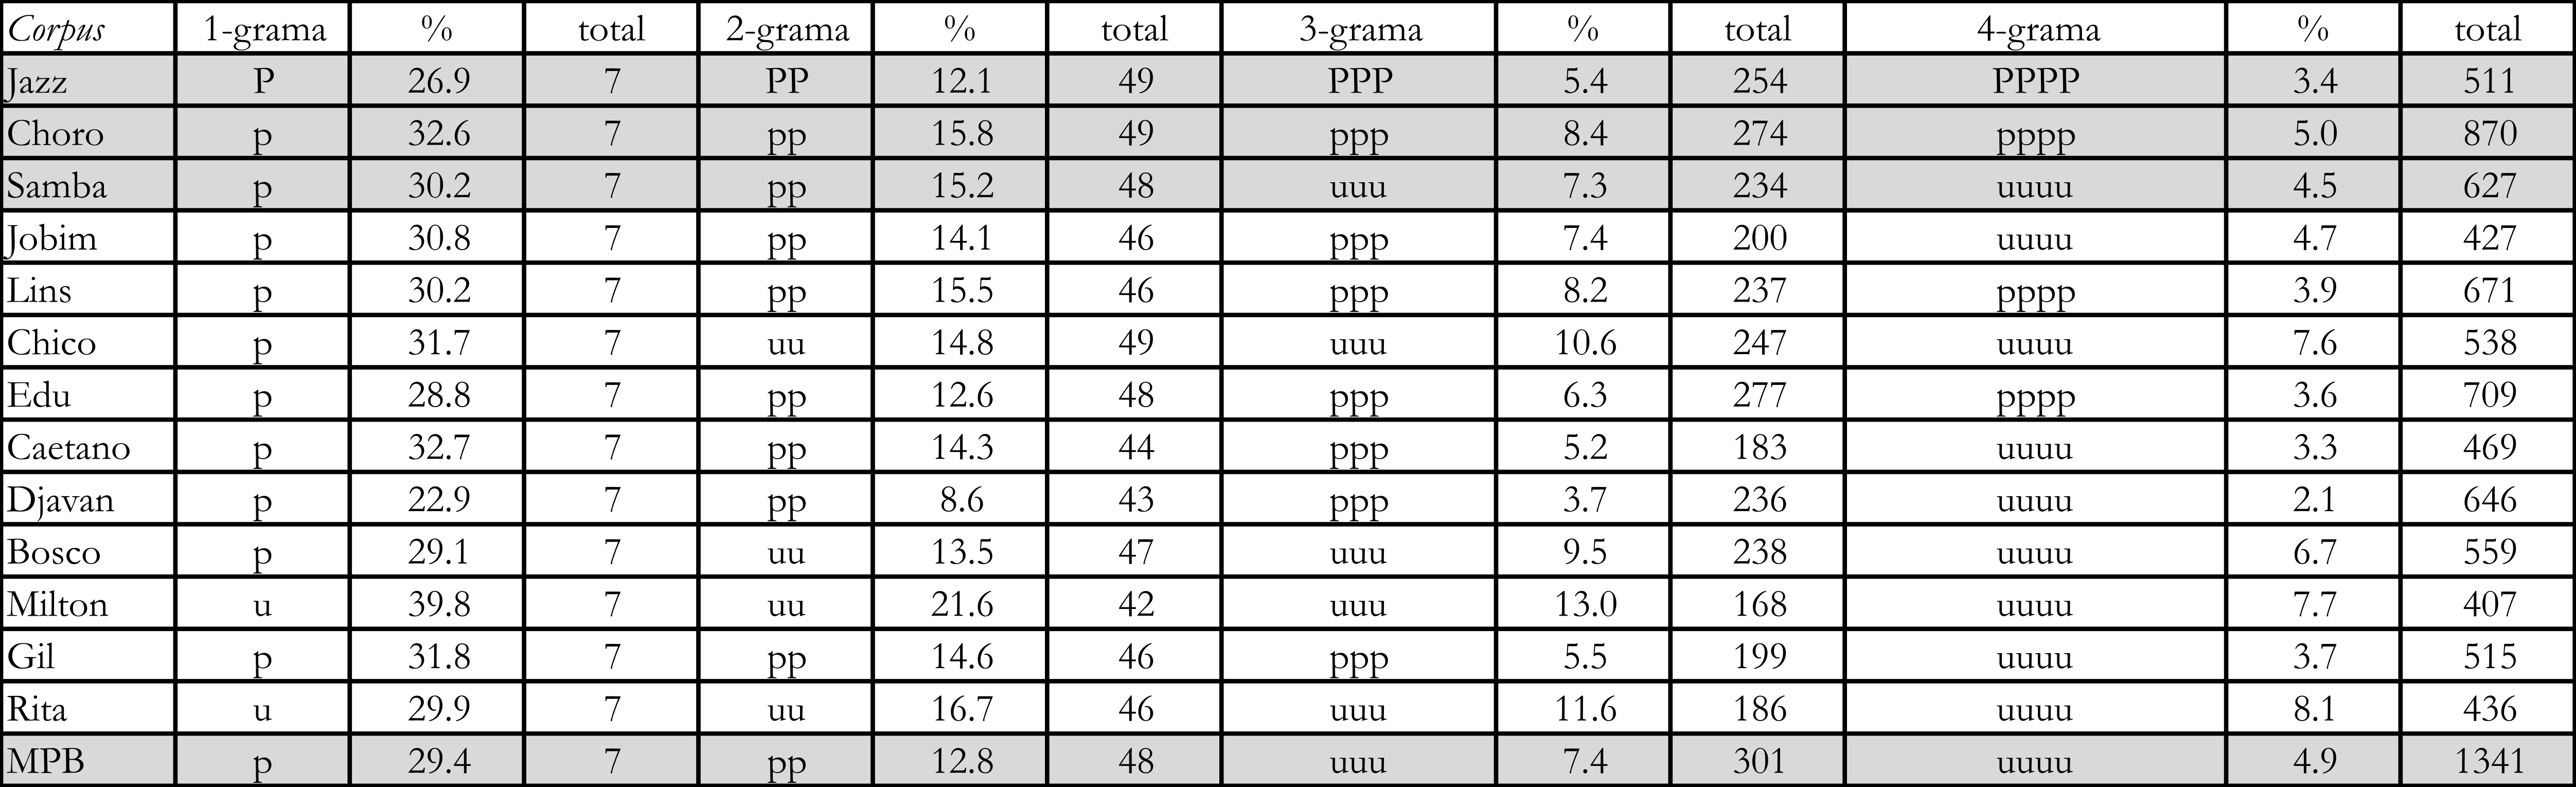 Corpus 1-grama % total 2-grama % total 3-grama % total 4-grama % total
Jazz P 26.9 7 PP 12.1 49 PPP 5.4 254 PPPP 3.4 511
Choro p 32.6 7 pp 15.8 49 ppp 8.4 274 pppp 5.0 870
Samba p 30.2 7 pp 15.2 48 uuu 7.3 234 uuuu 4.5 627
Jobim p 30.8 7 pp 14.1 46 ppp 7.4 200 uuuu 4.7 427
Lins p 30.2 7 pp 15.5 46 ppp 8.2 237 pppp 3.9 671
Chico p 31.7 7 uu 14.8 49 uuu 10.6 247 uuuu 7.6 538
Edu p 28.8 7 pp 12.6 48 ppp 6.3 277 pppp 3.6 709
Caetano p 32.7 7 pp 14.3 44 ppp 5.2 183 uuuu 3.3 469
Djavan p 22.9 7 pp 8.6 43 ppp 3.7 236 uuuu 2.1 646
Bosco p 29.1 7 uu 13.5 47 uuu 9.5 238 uuuu 6.7 559
Milton u 39.8 7 uu 21.6 42 uuu 13.0 168 uuuu 7.7 407
Gil p 31.8 7 pp 14.6 46 ppp 5.5 199 uuuu 3.7 515
Rita u 29.9 7 uu 16.7 46 uuu 11.6 186 uuuu 8.1 436
MPB p 29.4 7 pp 12.8 48 uuu 7.4 301 uuuu 4.9 1341